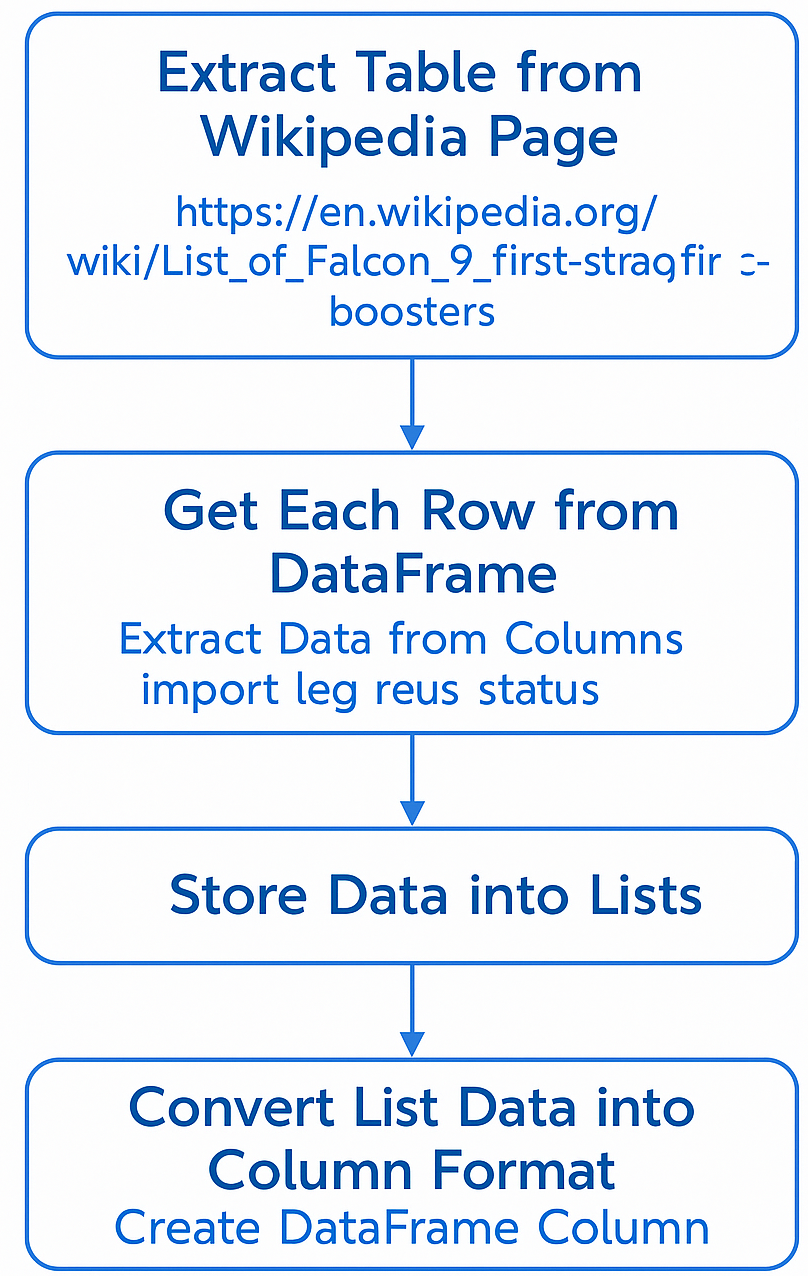 Extract Table from
Wikipedia Page
https://en.wikipedia.org/
wiki/List_of_Falcon_9_first-straqfir c-
boosters
Get Each Row from
DataFrame
Extract Data from Columns
import leg reus status
Store Data into Lists
Convert List Data into
Column Format
Create DataFrame Column